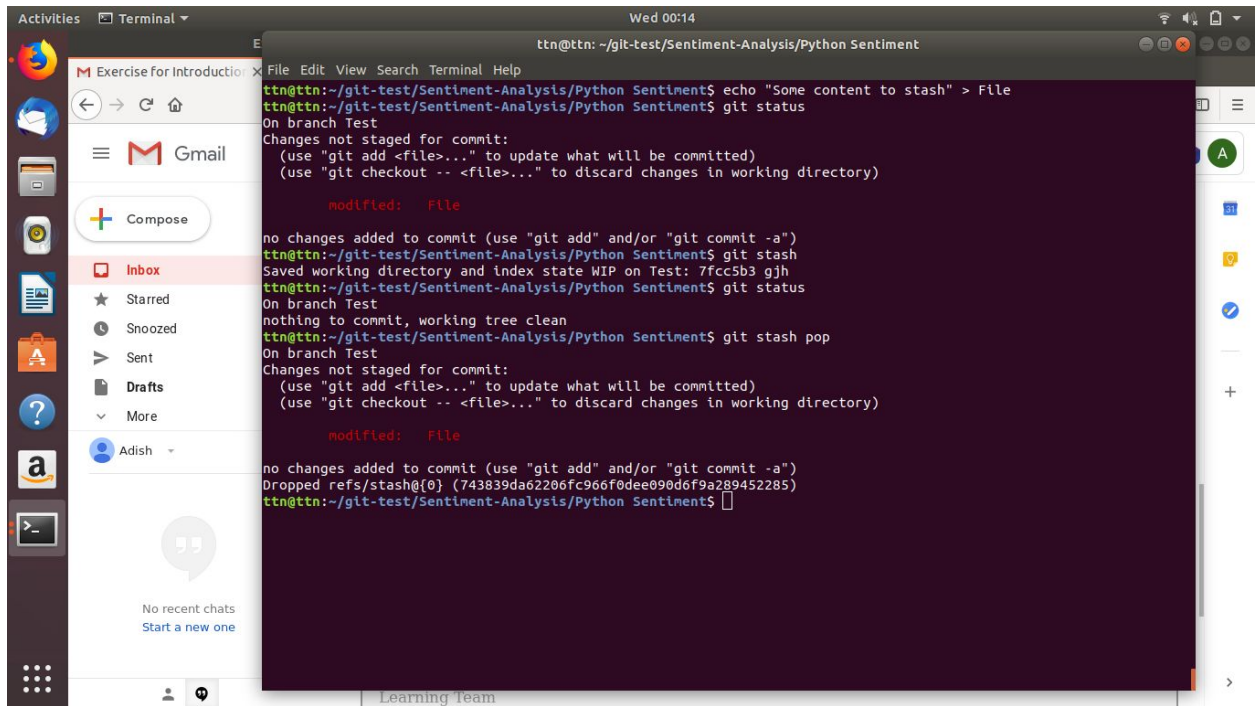 Activities Terminal Wed 00:14
E
ttn@ttn: ~/git-test/Sentiment-Analysis/Python Sentiment
Exercise for Introduction
File Edit View Search Terminal Help
ttn@ttn:~/git-test/Sentiment-Analysis/Python Sentiment$ echo "Some content to stash" > File
ttn@ttn:~/git-test/Sentiment-Analysis/Python Sentiment$ git status
On branch Test
Changes not staged for commit:
(use "git add <file>..." to update what will be committed)
(use "git checkout -- <file>..." to discard changes in working directory)
modified: File
no changes added to commit (use "git add" and/or "git commit -a")
ttn@ttn:~/git-test/Sentiment-Analysis/Python Sentiment$ git stash
Saved working directory and index state WIP on Test: 7fcc5b3 gjh
ttn@ttn:~/git-test/Sentiment-Analysis/Python Sentiment$ git status
On branch Test
nothing to commit, working tree clean
ttn@ttn:~/git-test/Sentiment-Analysis/Python Sentiment$ git stash pop
On branch Test
Changes not staged for commit:
(use "git add <file>..." to update what will be committed)
(use "git checkout -- <file>..." to discard changes in working directory)
modified: File
no changes added to commit (use "git add" and/or "git commit -a")
Dropped refs/stash@{0} (743839da62206fc966f0dee090d6f9a289452285)
ttn@ttn:~/git-test/Sentiment-Analysis/Python Sentiment$
Gmail
Compose
Inbox
Starred
Snoozed
Sent
Drafts
More
Adish
No recent chats
Start a new one
A
31
Learning Team